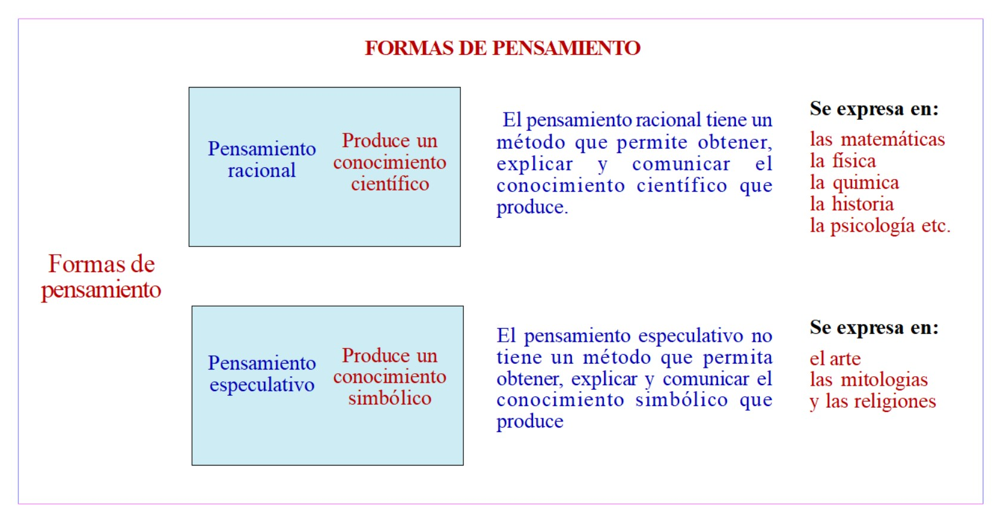 FORMAS DE PENSAMIENTO
Formas de
pensamiento
Pensamiento
racional
Produce un
conocimiento
científico
El pensamiento racional tiene un
método que permite obtener,
explicar y comunicar el
conocimiento científico que
produce.
Se expresa en:
las matemáticas
la física
la quimica
la historia
la psicología etc.
Pensamiento
especulativo
Produce un
conocimiento
simbólico
El pensamiento especulativo no
tiene un método que permita
obtener, explicar y comunicar el
conocimiento simbólico que
produce
Se expresa en:
el arte
las mitologias
y las religiones